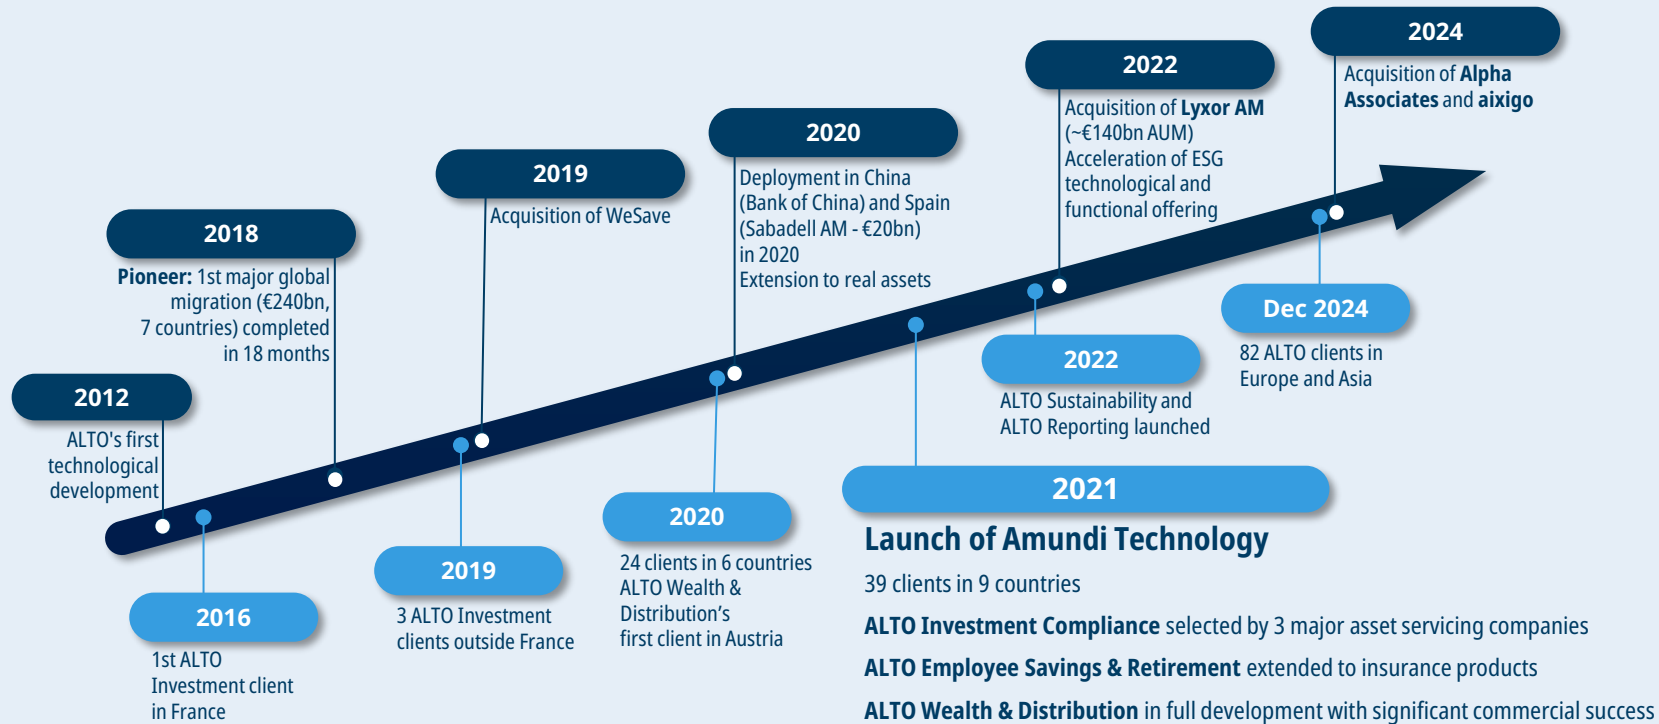 2012
ALTO's first
technological
development
2018
Pioneer: 1st major global
migration (€240bn,
7 countries) completed
in 18 months
2019
Acquisition of WeSave
2020
Deployment in China
(Bank of China) and Spain
(Sabadell AM - €20bn)
in 2020
Extension to real assets
2022
Acquisition of Lyxor AM
(~€140bn AUM)
Acceleration of ESG
technological and
functional offering
2024
Acquisition of Alpha
Associates and aixigo
2016
1st ALTO
Investment client
in France
2019
3 ALTO Investment
clients outside France
2020
24 clients in 6 countries
ALTO Wealth &
Distribution’s
first client in Austria
2021
Launch of Amundi Technology
39 clients in 9 countries
ALTO Investment Compliance selected by 3 major asset servicing companies
ALTO Employee Savings & Retirement extended to insurance products
ALTO Wealth & Distribution in full development with significant commercial success
2022
ALTO Sustainability and
ALTO Reporting launched
Dec 2024
82 ALTO clients in
Europe and Asia